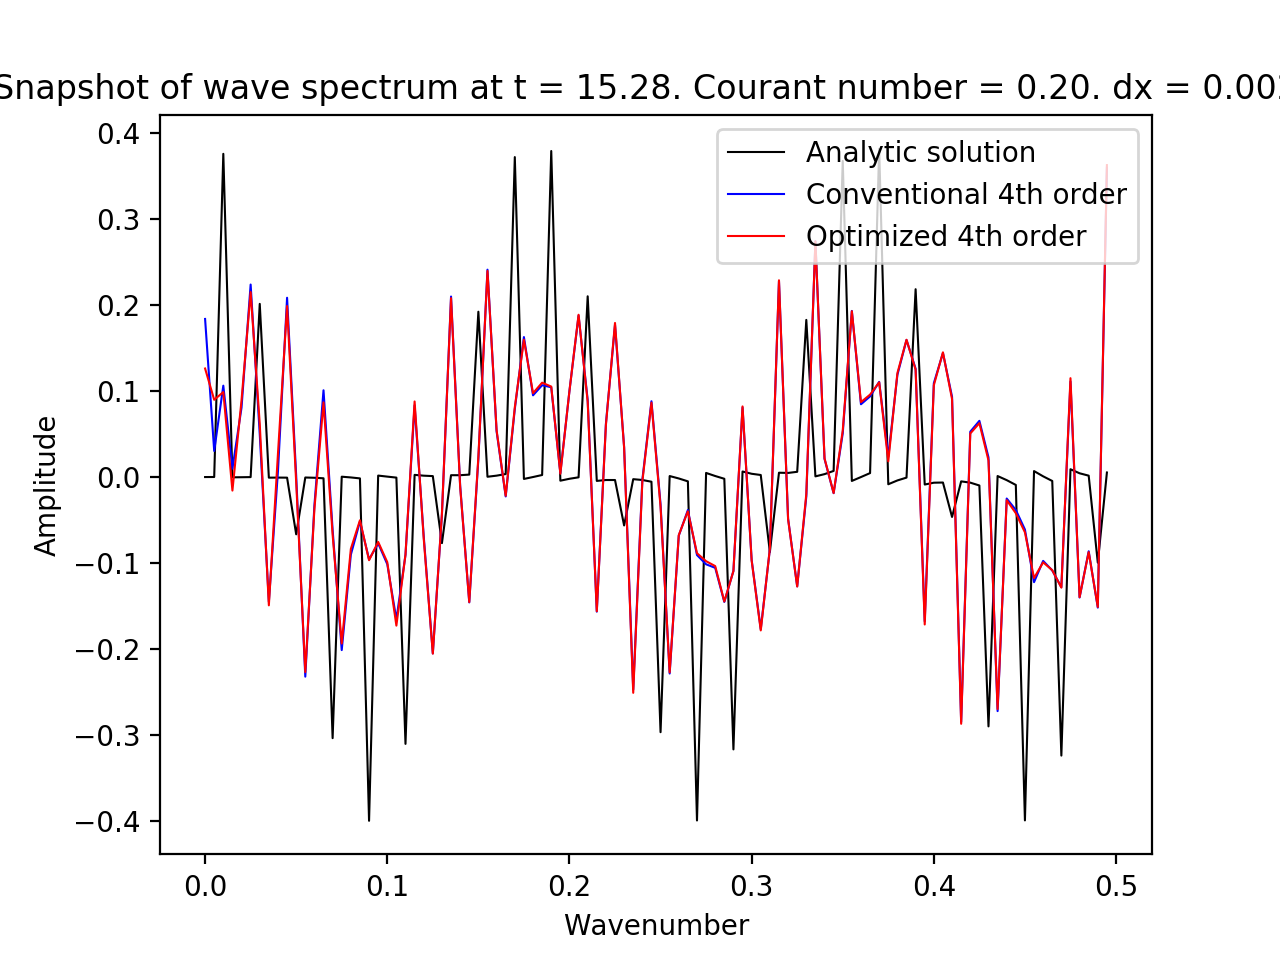 Snapshot of wave spectrum at t = 15.28. Courant number = 0.20. dx = 0.00
Analytic solution
Conventional 4th order
Optimized 4th order
0.4
0.3
0.2
0.1
0.0
−0.1
−0.2
−0.3
−0.4
Amplitude
0.0 0.1 0.2 0.3 0.4 0.5
Wavenumber